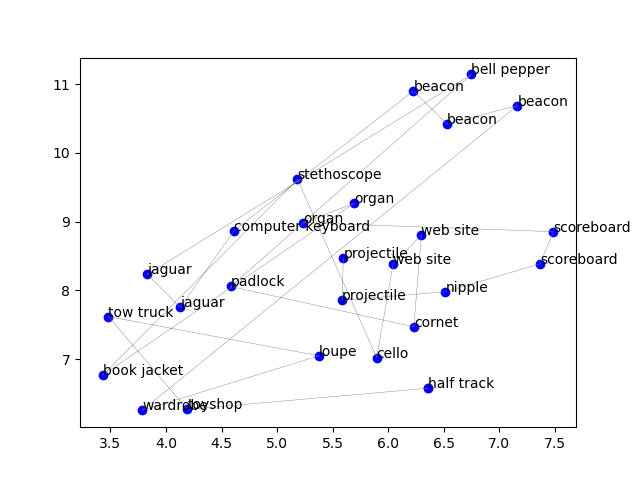 bell pepper
beacon
beacon
beacon
stethoscope
organ
organ
computer keyboard
web site
scoreboard
projectile
web site
scoreboard
jaguar
padlock
nipple
projectile
jaguar
tow truck
cornet
loupe
cello
book jacket
half track
wardrobe
toyshop
11
10
9
8
7
3.5 4.0 4.5 5.0 5.5 6.0 6.5 7.0 7.5